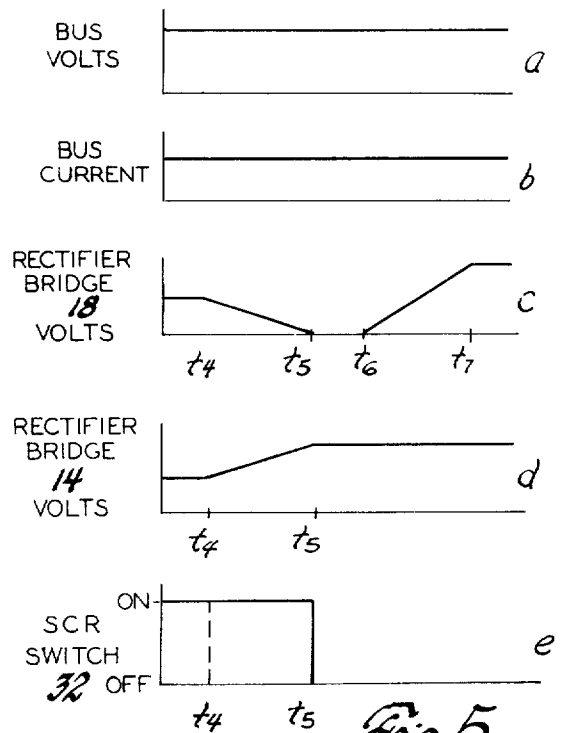 BUS
VOLTS
a
BUS
CURRENT
b
RECTIFIER
BRIDGE
18
VOLTS
c
t4 t5 t6 t7
RECTIFIER
BRIDGE
14
VOLTS
d
t4 t5
ON
SCR
SWITCH
32 OFF
e
t4 t5
Fig. 5